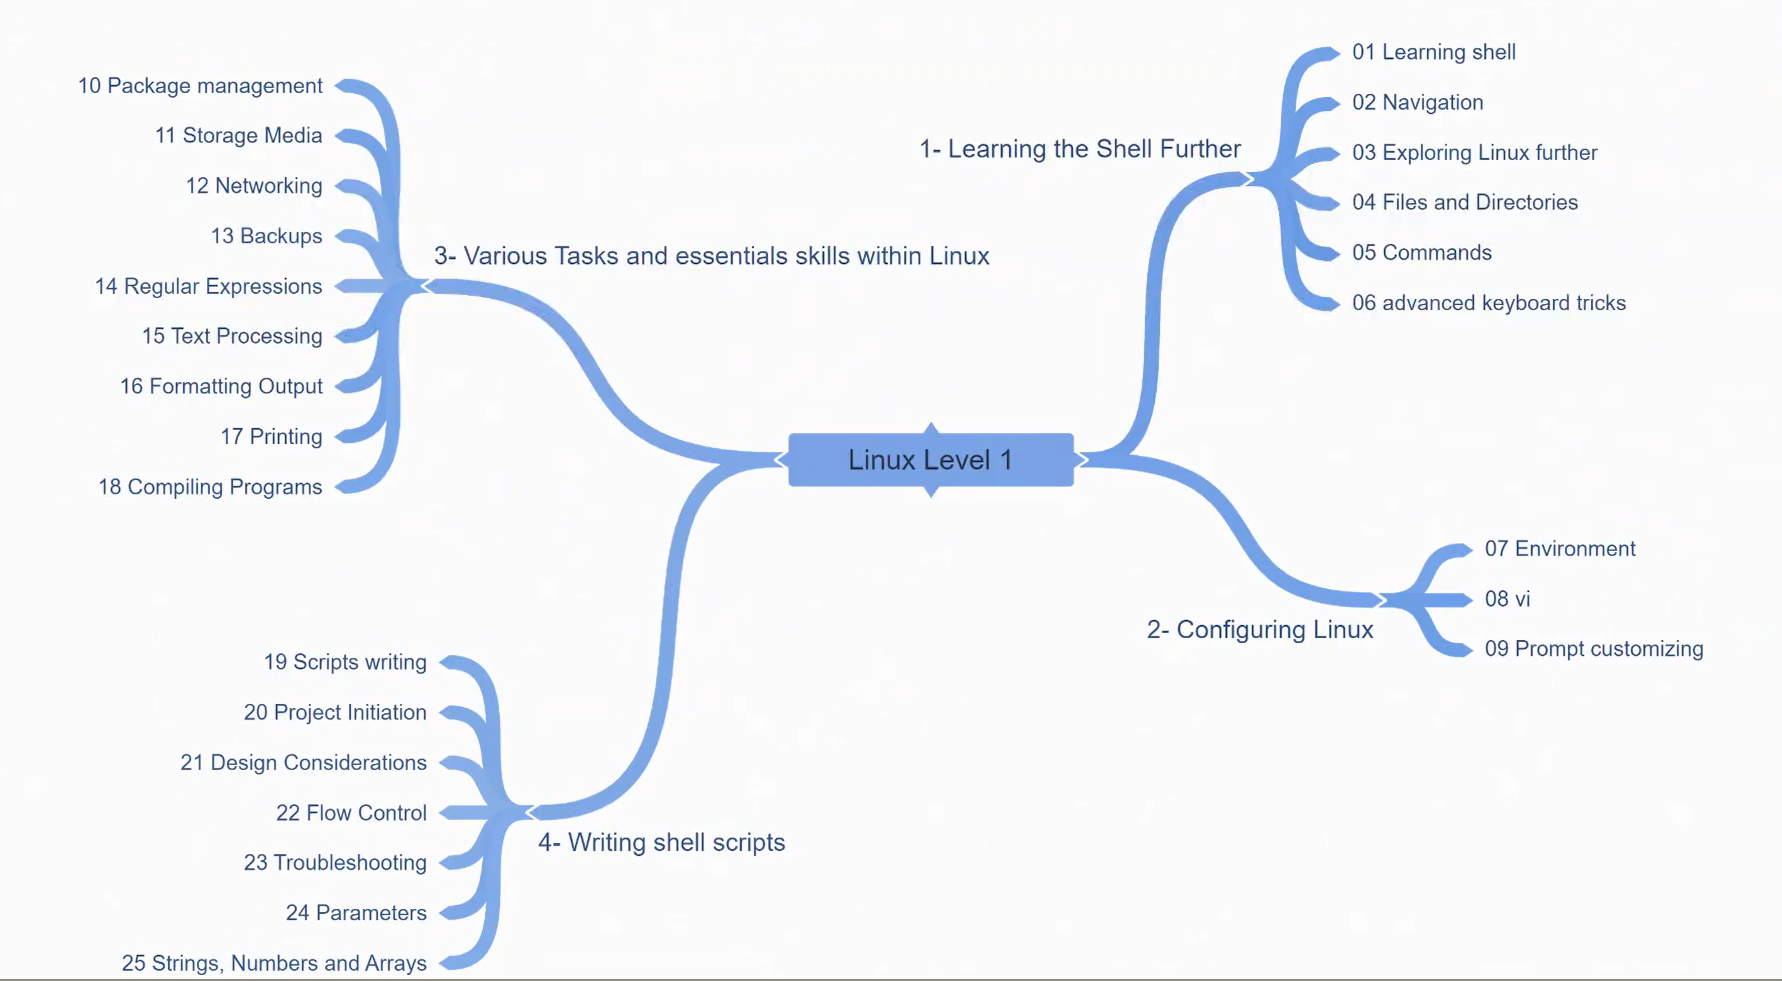 Linux Level 1
1- Learning the Shell Further
01 Learning shell
02 Navigation
03 Exploring Linux further
04 Files and Directories
05 Commands
06 advanced keyboard tricks
2- Configuring Linux
07 Environment
08 vi
09 Prompt customizing
3- Various Tasks and essentials skills within Linux
10 Package management
11 Storage Media
12 Networking
13 Backups
14 Regular Expressions
15 Text Processing
16 Formatting Output
17 Printing
18 Compiling Programs
4- Writing shell scripts
19 Scripts writing
20 Project Initiation
21 Design Considerations
22 Flow Control
23 Troubleshooting
24 Parameters
25 Strings, Numbers and Arrays